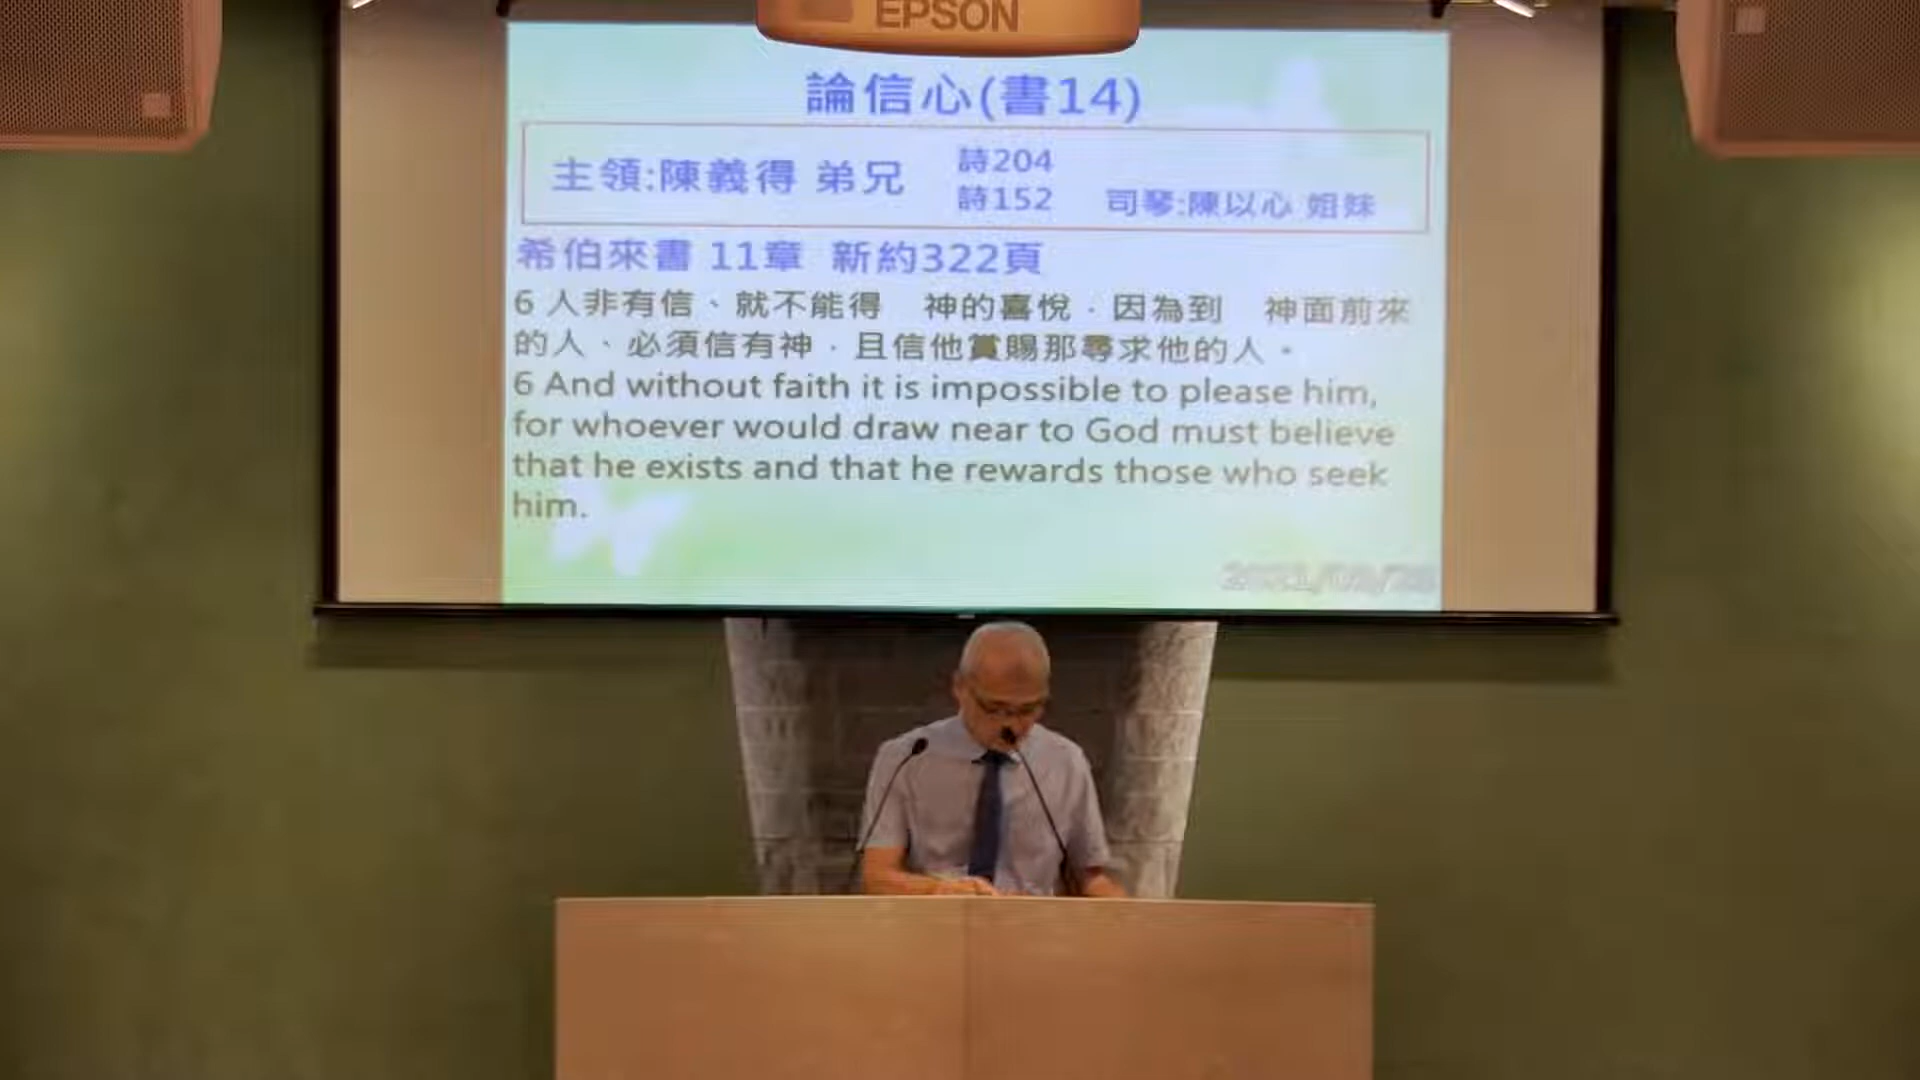 EPSON
論信心(書14)
主領:陳義得 弟兄
詩204
詩152
司琴:陳以心 姐妹
希伯來書 11章 新約322頁
6 人非有信、就不能得　神的喜悅．因為到　神面前來
的人、必須信有神．且信他賞賜那尋求他的人。
6 And without faith it is impossible to please him,
for whoever would draw near to God must believe
that he exists and that he rewards those who seek
him.